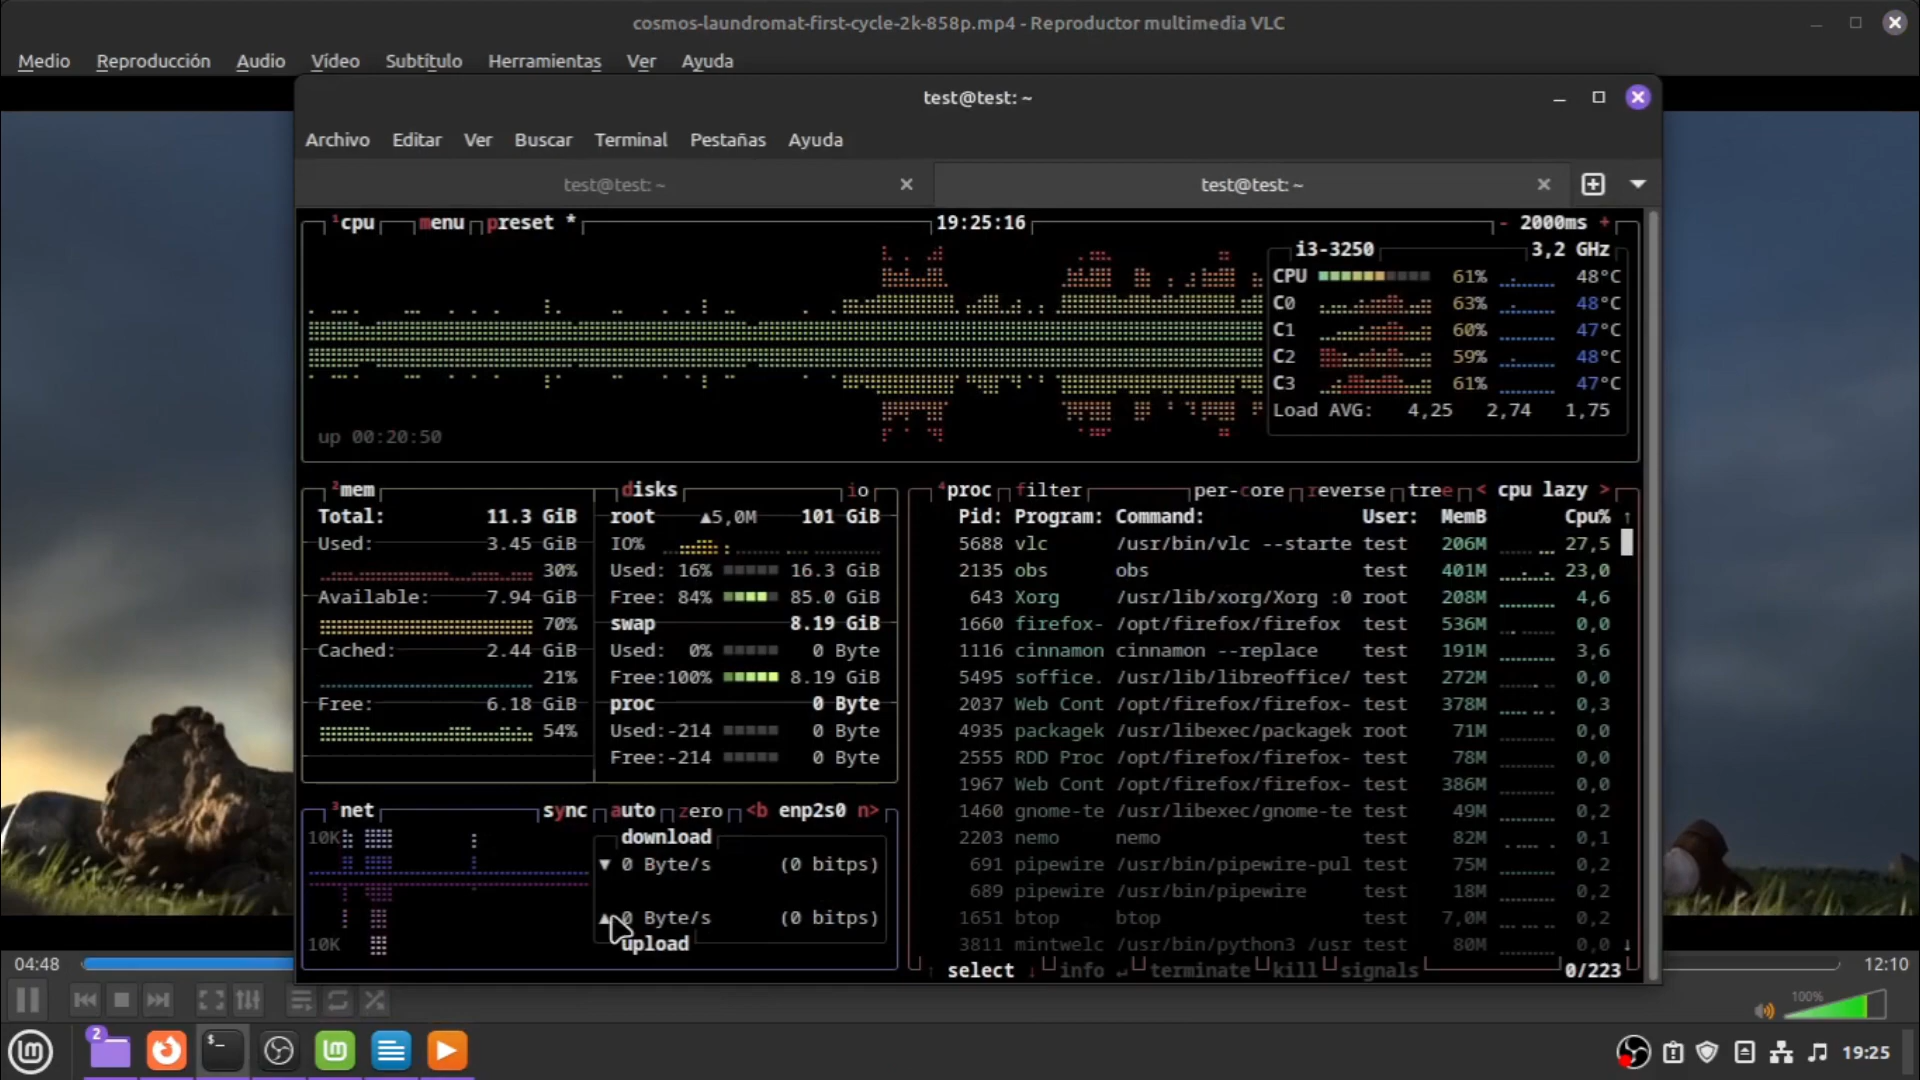 cosmos-laundromat-first-cycle-2k-858p.mp4 - Reproductor multimedia VLC
Medio Reproducción Audio Vídeo Subtítulo Herramientas Ver Ayuda
test@test: ~
Archivo Editar Ver Buscar Terminal Pestañas Ayuda
test@test: ~ test@test: ~
¹cpu menu preset * 19:25:16 - 2000ms +
i3-3250 3,2 GHz
CPU 61% 48°C
C0 63% 48°C
C1 60% 47°C
C2 59% 48°C
C3 61% 47°C
Load AVG: 4,25 2,74 1,75
up 00:20:50
²mem
Total: 11.3 GiB
Used: 3.45 GiB
30%
Available: 7.94 GiB
70%
Cached: 2.44 GiB
21%
Free: 6.18 GiB
54%
disks io
root ▲5,0M 101 GiB
IO%
Used: 16% 16.3 GiB
Free: 84% 85.0 GiB
swap 8.19 GiB
Used: 0% 0 Byte
Free:100% 8.19 GiB
proc 0 Byte
Used:-214 0 Byte
Free:-214 0 Byte
³net sync auto zero <b enp2s0 n>
10K
download
▼ 0 Byte/s (0 bitps)
▲ 0 Byte/s (0 bitps)
upload
10K
⁴proc filter per-core reverse tree < cpu lazy >
Pid: Program: Command: User: MemB Cpu% ↑
5688 vlc /usr/bin/vlc --starte test 206M 27,5
2135 obs obs test 401M 23,0
643 Xorg /usr/lib/xorg/Xorg :0 root 208M 4,6
1660 firefox- /opt/firefox/firefox test 536M 0,0
1116 cinnamon cinnamon --replace test 191M 3,6
5495 soffice. /usr/lib/libreoffice/ test 272M 0,0
2037 Web Cont /opt/firefox/firefox- test 378M 0,3
4935 packagek /usr/libexec/packagek root 71M 0,0
2555 RDD Proc /opt/firefox/firefox- test 78M 0,0
1967 Web Cont /opt/firefox/firefox- test 386M 0,0
1460 gnome-te /usr/libexec/gnome-te test 49M 0,2
2203 nemo nemo test 82M 0,1
691 pipewire /usr/bin/pipewire-pul test 75M 0,2
689 pipewire /usr/bin/pipewire test 18M 0,2
1651 btop btop test 7,0M 0,2
3811 mintwelc /usr/bin/python3 /usr test 80M 0,0 ↓
↑ select ↓ info ↵ terminate kill signals 0/223
04:48 12:10
100%
2
$_
19:25